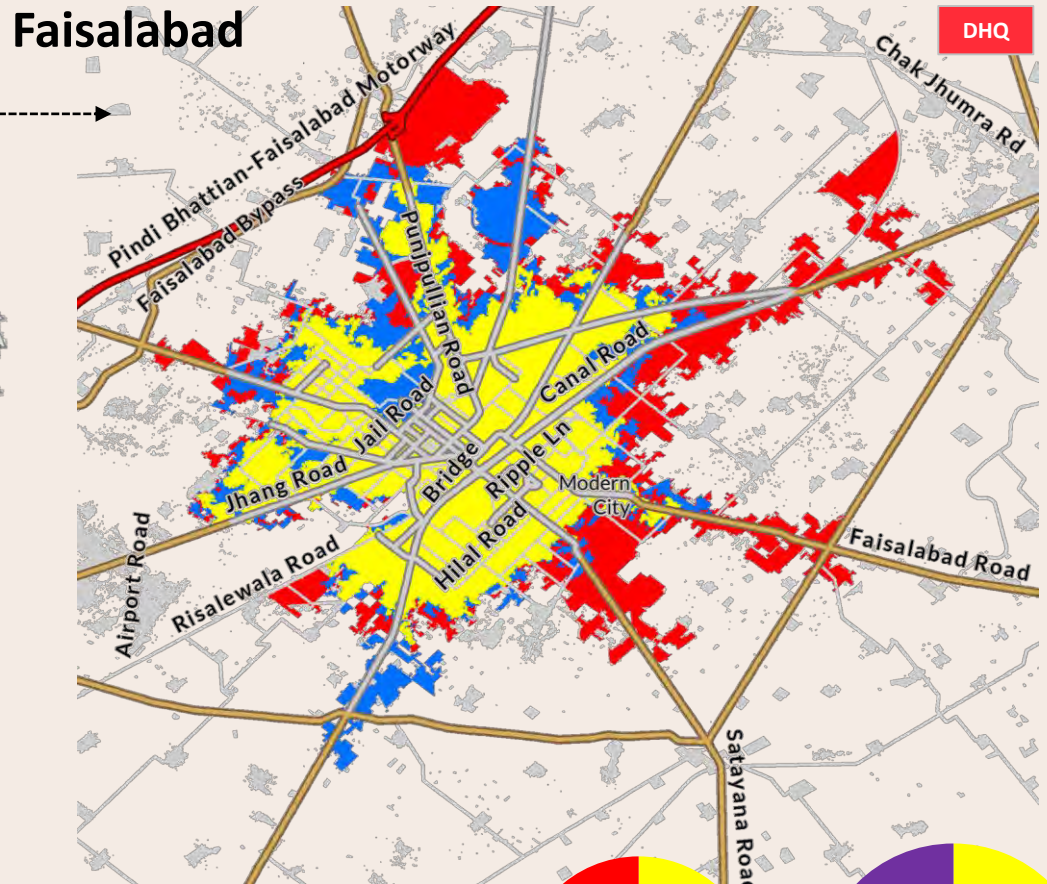 Faisalabad
DHQ
Chak Jhumra Rd
Pindi Bhattian-Faisalabad Motorway
Faisalabad Bypass
Punjpullian Road
Canal Road
Jail Road
Jhang Road
Bridge
Ripple Ln
Modern
City
Hilal Road
Airport Road
Risalewala Road
Faisalabad Road
Satayana Road